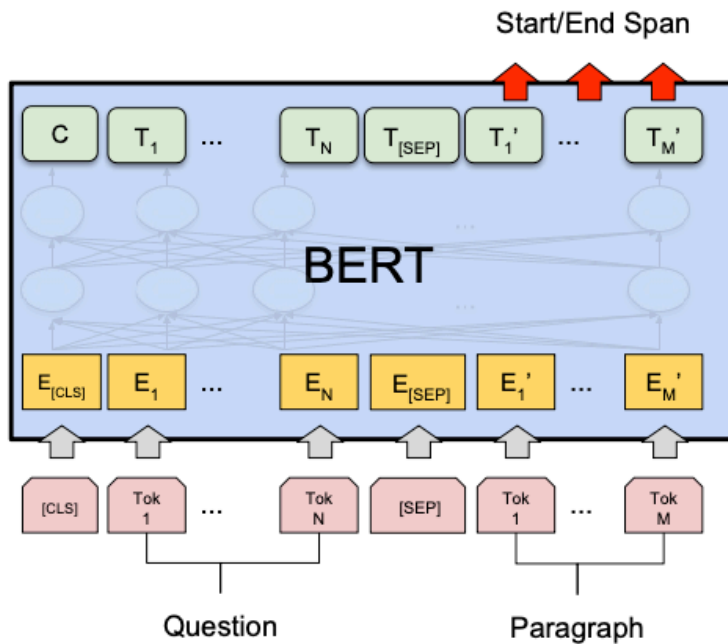 Start/End Span
C T1 ... TN T[SEP] T1' ... TM'
...
BERT
...
E[CLS] E1 ... EN E[SEP] E1' ... EM'
[CLS] Tok 1 ... Tok N [SEP] Tok 1 ... Tok M
Question Paragraph